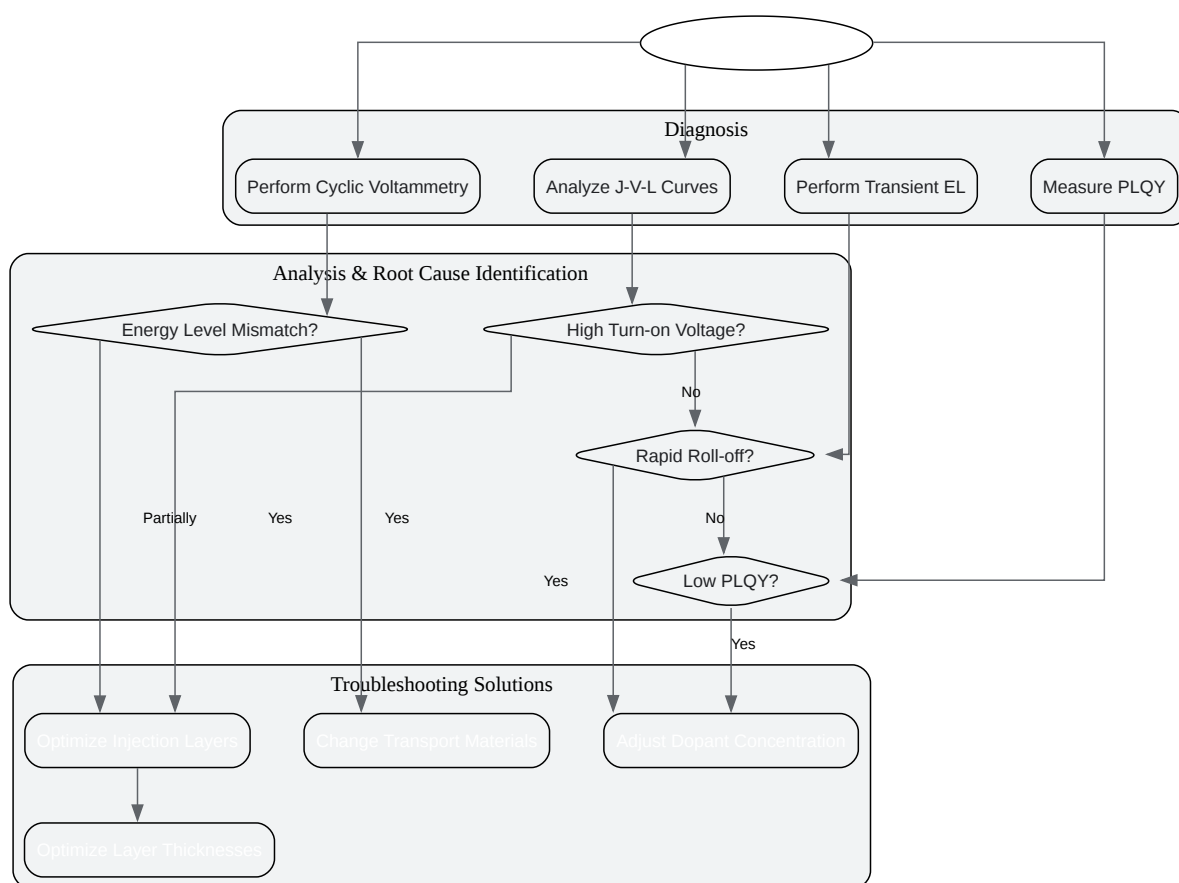 Diagnosis
Perform Cyclic Voltammetry
Analyze J-V-L Curves
Perform Transient EL
Measure PLQY
Analysis & Root Cause Identification
Energy Level Mismatch?
High Turn-on Voltage?
No
Rapid Roll-off?
Partially
Yes
Yes
No
Yes
Low PLQY?
Yes
Troubleshooting Solutions
Optimize Injection Layers
Change Transport Materials
Adjust Dopant Concentration
Optimize Layer Thicknesses